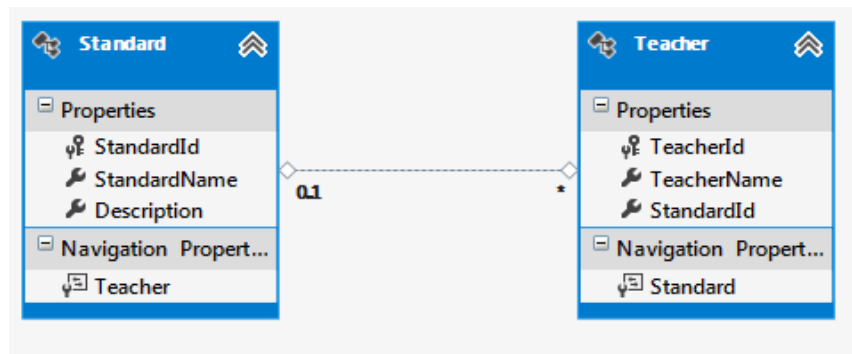 Standard
Properties
StandardId
StandardName
Description
Navigation Propert...
Teacher
0..1
*
Teacher
Properties
TeacherId
TeacherName
StandardId
Navigation Propert...
Standard